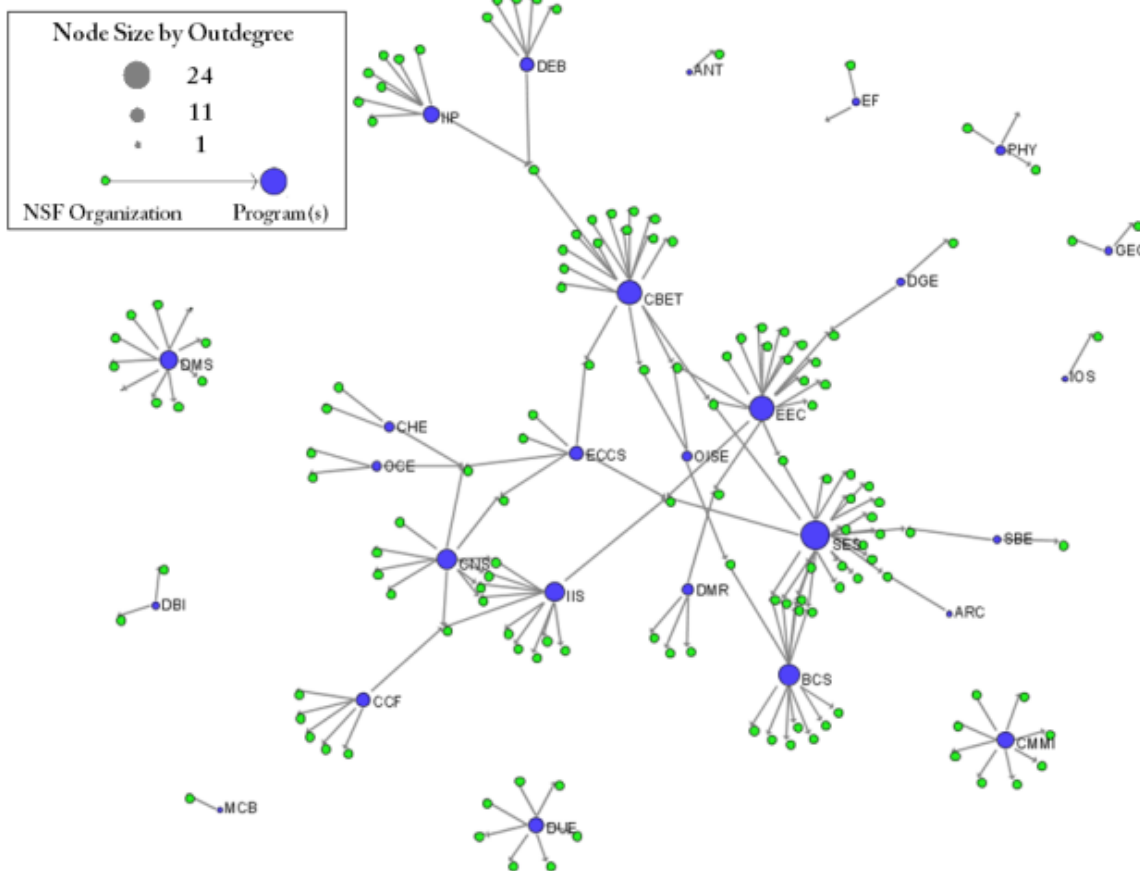 Node Size by Outdegree
24
11
1
NSF Organization Program(s)
DEB
ANT
EF
IIP
PHY
GEO
DGE
CBET
DMS
IOS
EEC
CHE
ECCS
OISE
OCE
SES
SBE
CNS
IIS
DMR
DBI
ARC
BCS
CCF
CMMI
MCB
DUE